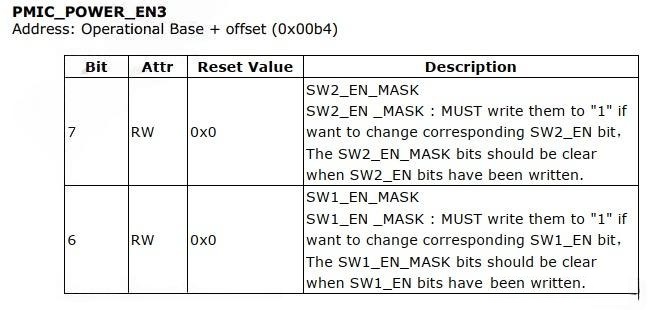 PMIC_POWER_EN3
Address: Operational Base + offset (0x00b4)
Bit Attr Reset Value Description
SW2_EN_MASK
SW2_EN _MASK : MUST write them to "1" if
7 RW 0x0 want to change corresponding SW2_EN bit，
The SW2_EN_MASK bits should be clear
when SW2_EN bits have been written.
SW1_EN_MASK
SW1_EN _MASK : MUST write them to "1" if
6 RW 0x0 want to change corresponding SW1_EN bit，
The SW1_EN_MASK bits should be clear
when SW1_EN bits have been written.